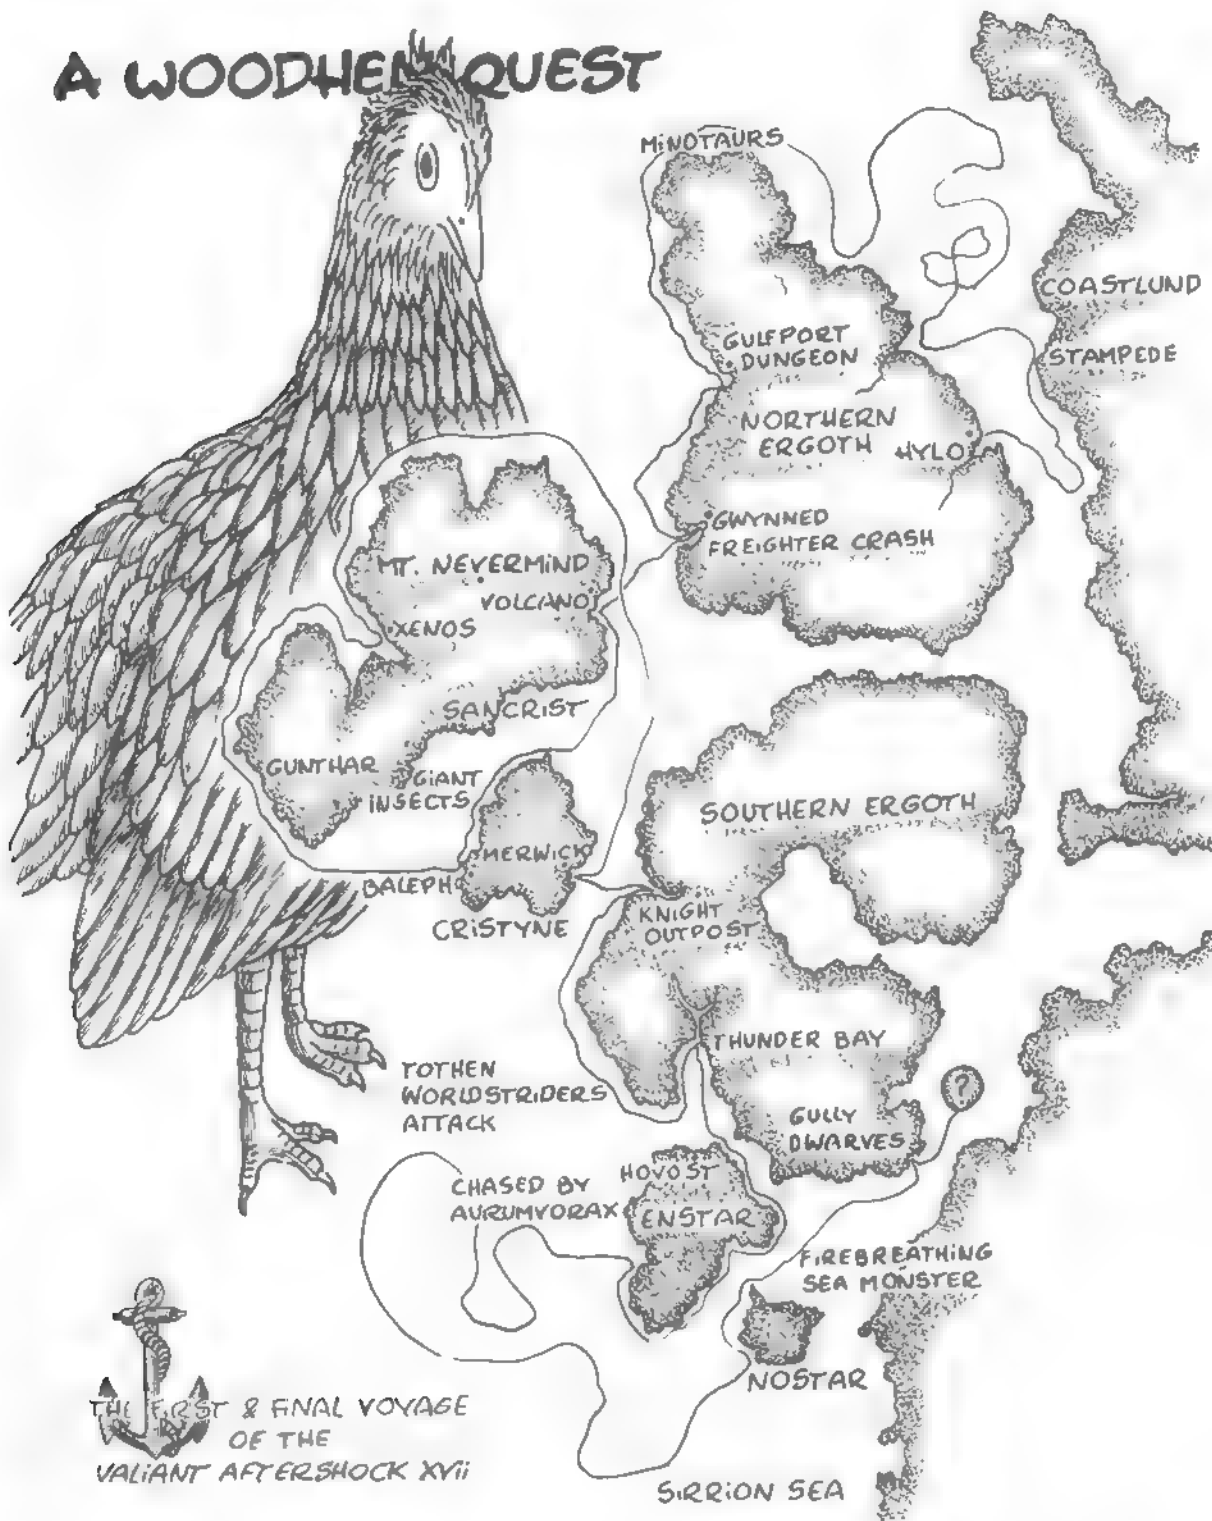 A WOODHEN QUEST
MINOTAURS
COASTLUND
GULFPORT
DUNGEON
STAMPEDE
NORTHERN
ERGOTH
HYLO
GWYNNED
FREIGHTER CRASH
MT. NEVERMIND
VOLCANO
XENOS
SANCRIST
GUNTHAR
GIANT
INSECTS
SOUTHERN ERGOTH
MERWICK
BALEPH
CRISTYNE
KNIGHT
OUTPOST
THUNDER BAY
TOTHEN
WORLDSTRIDERS
ATTACK
?
GULLY
DWARVES
HOVOST
CHASED BY
AURUMVORAX
ENSTAR
FIREBREATHING
SEA MONSTER
NOSTAR
THE FIRST & FINAL VOYAGE
OF THE
VALIANT AFTERSHOCK XVII
SIRRION SEA